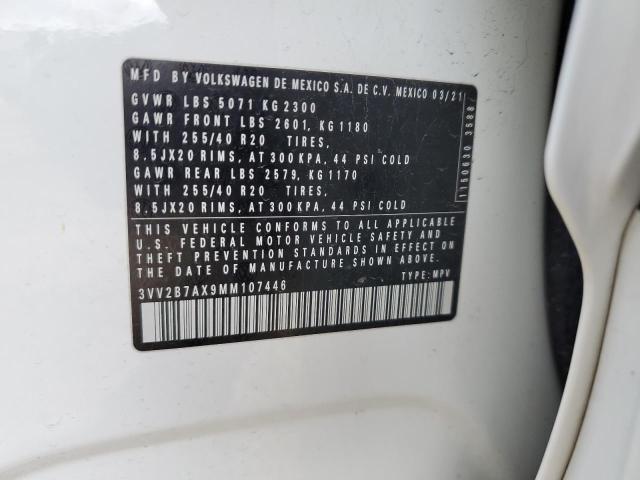 MFD BY VOLKSWAGEN DE MEXICO S.A. DE C.V. MEXICO 03/21
GVWR LBS 5071 KG 2300
GAWR FRONT LBS 2601, KG 1180
WITH 255/40 R20 TIRES,
8.5JX20 RIMS, AT 300 KPA, 44 PSI COLD
GAWR REAR LBS 2579, KG 1170
WITH 255/40 R20 TIRES,
8.5JX20 RIMS, AT 300 KPA, 44 PSI COLD
THIS VEHICLE CONFORMS TO ALL APPLICABLE
U.S. FEDERAL MOTOR VEHICLE SAFETY AND
THEFT PREVENTION STANDARDS IN EFFECT ON
THE DATE OF MANUFACTURE SHOWN ABOVE.
3VV2B7AX9MM107446 TYPE: MPV
1150630 3588